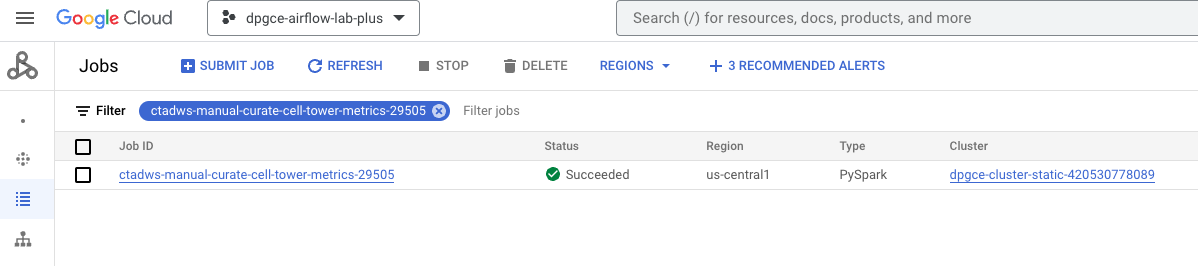 Google Cloud dpgce-airflow-lab-plus Search (/) for resources, docs, products, and more
Jobs SUBMIT JOB REFRESH STOP DELETE REGIONS 3 RECOMMENDED ALERTS
Filter ctadws-manual-curate-cell-tower-metrics-29505 Filter jobs
Job ID Status Region Type Cluster
ctadws-manual-curate-cell-tower-metrics-29505 Succeeded us-central1 PySpark dpgce-cluster-static-420530778089